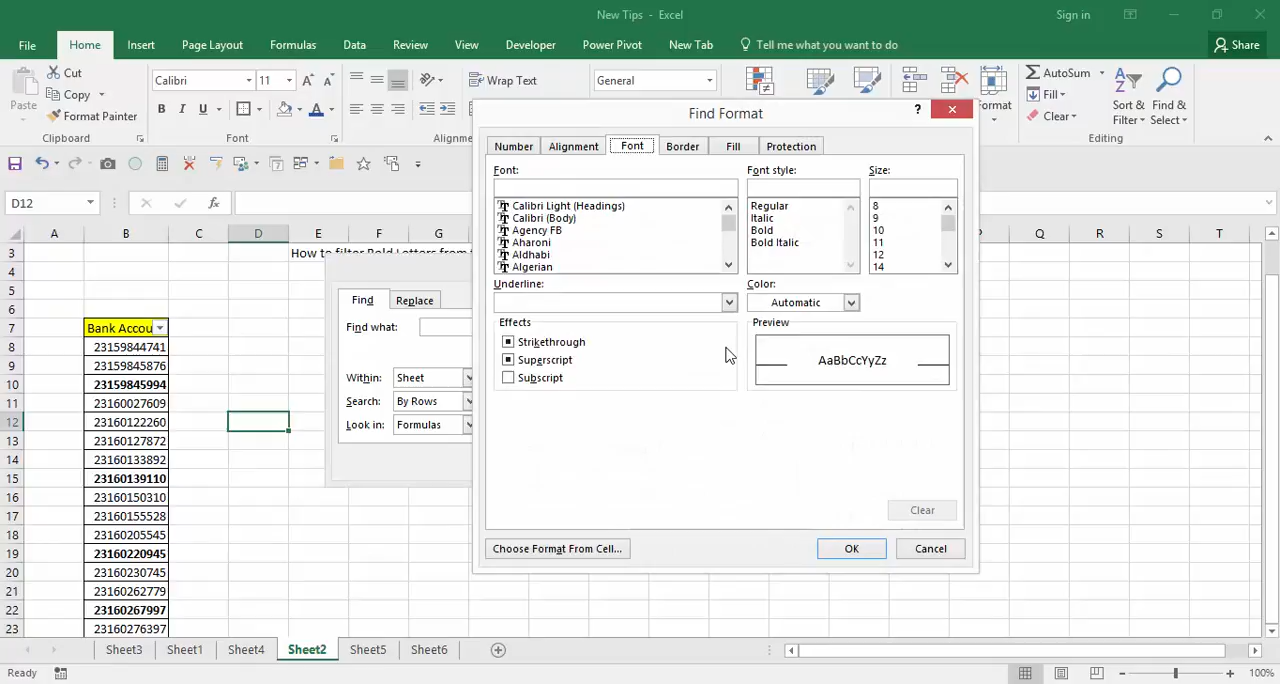 New Tips - Excel
Sign in
File Home Insert Page Layout Formulas Data Review View Developer Power Pivot New Tab Tell me what you want to do Share
Paste
Cut
Copy
Format Painter
Clipboard
Calibri 11
B I U
Font
Wrap Text
General
Format
AutoSum
Fill
Clear
Sort & Filter
Find & Select
Editing
D12
fx
A B C D E F G P Q R S T
3 How to filter Bold Letters from
4
5
6
7 Bank Accou
8 23159844741
9 23159845876
10 23159845994
11 23160027609
12 23160122260
13 23160127872
14 23160133892
15 23160139110
16 23160150310
17 23160155528
18 23160205545
19 23160220945
20 23160230745
21 23160262779
22 23160267997
23 23160276397
Find Replace
Find what:
Within: Sheet
Search: By Rows
Look in: Formulas
Find Format
?
Number Alignment Font Border Fill Protection
Font:
Calibri Light (Headings)
Calibri (Body)
Agency FB
Aharoni
Aldhabi
Algerian
Font style:
Regular
Italic
Bold
Bold Italic
Size:
8
9
10
11
12
14
Underline:
Color:
Automatic
Effects
Strikethrough
Superscript
Subscript
Preview
AaBbCcYyZz
Clear
Choose Format From Cell...
OK
Cancel
Sheet3 Sheet1 Sheet4 Sheet2 Sheet5 Sheet6
Ready
100%